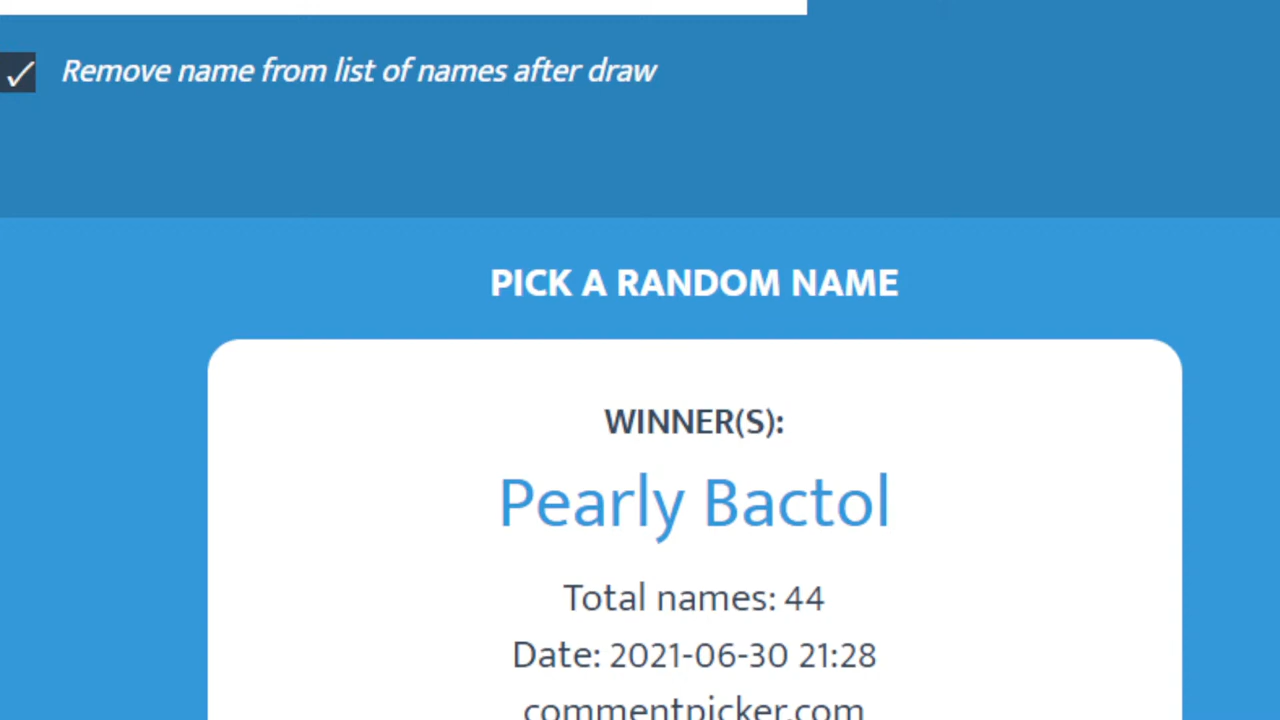 Remove name from list of names after draw
PICK A RANDOM NAME
WINNER(S):
Pearly Bactol
Total names: 44
Date: 2021-06-30 21:28
commentpicker.com